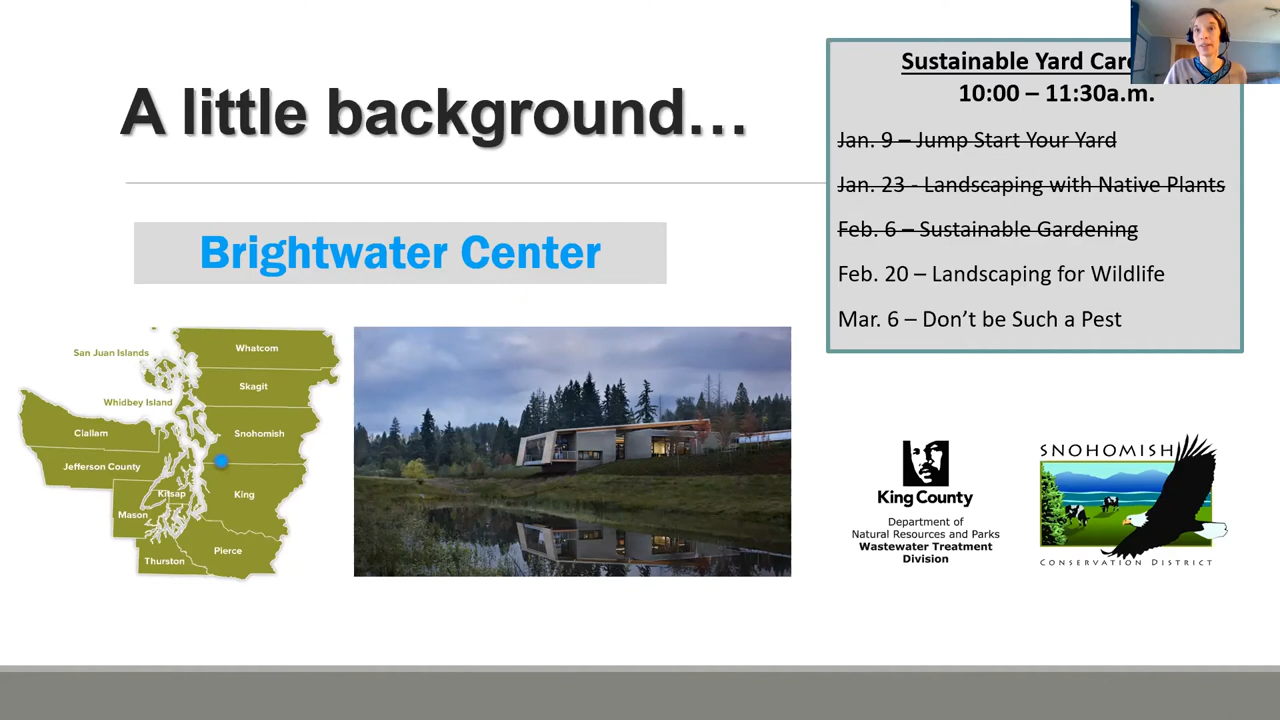 A little background…
Brightwater Center
Sustainable Yard Care
10:00 – 11:30a.m.
Jan. 9 – Jump Start Your Yard
Jan. 23 - Landscaping with Native Plants
Feb. 6 – Sustainable Gardening
Feb. 20 – Landscaping for Wildlife
Mar. 6 – Don’t be Such a Pest
San Juan Islands
Whatcom
Skagit
Whidbey Island
Clallam
Snohomish
Jefferson County
Kitsap
King
Mason
Pierce
Thurston
King County
Department of
Natural Resources and Parks
Wastewater Treatment
Division
SNOHOMISH
CONSERVATION DISTRICT